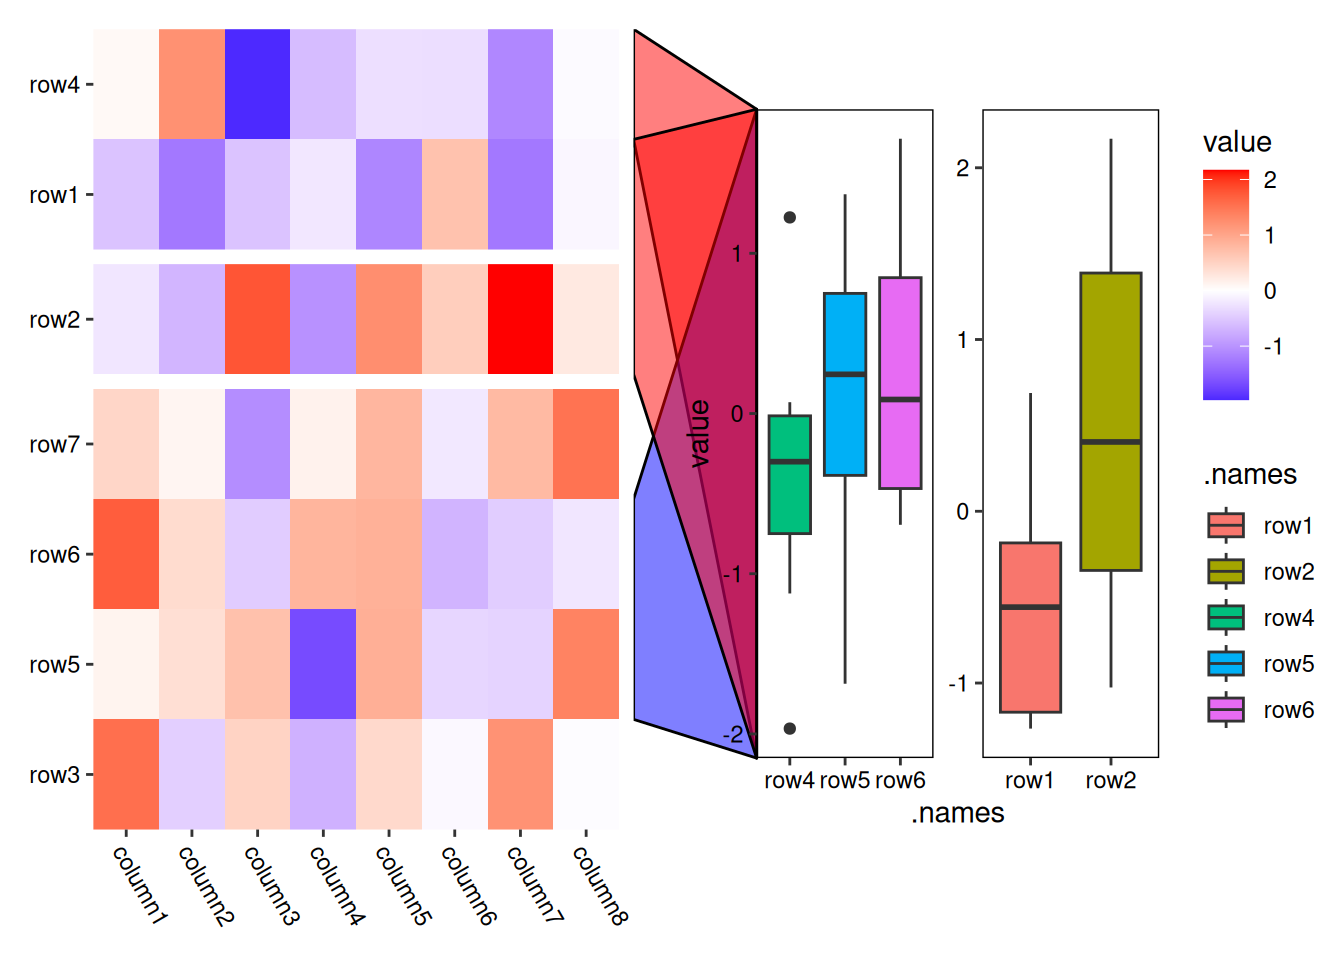 row4
row1
row2
row7
row6
row5
row3
column1
column2
column3
column4
column5
column6
column7
column8
value
1
0
-1
-2
row4 row5 row6
2
1
0
-1
row1 row2
.names
value
2
1
0
-1
.names
row1
row2
row4
row5
row6